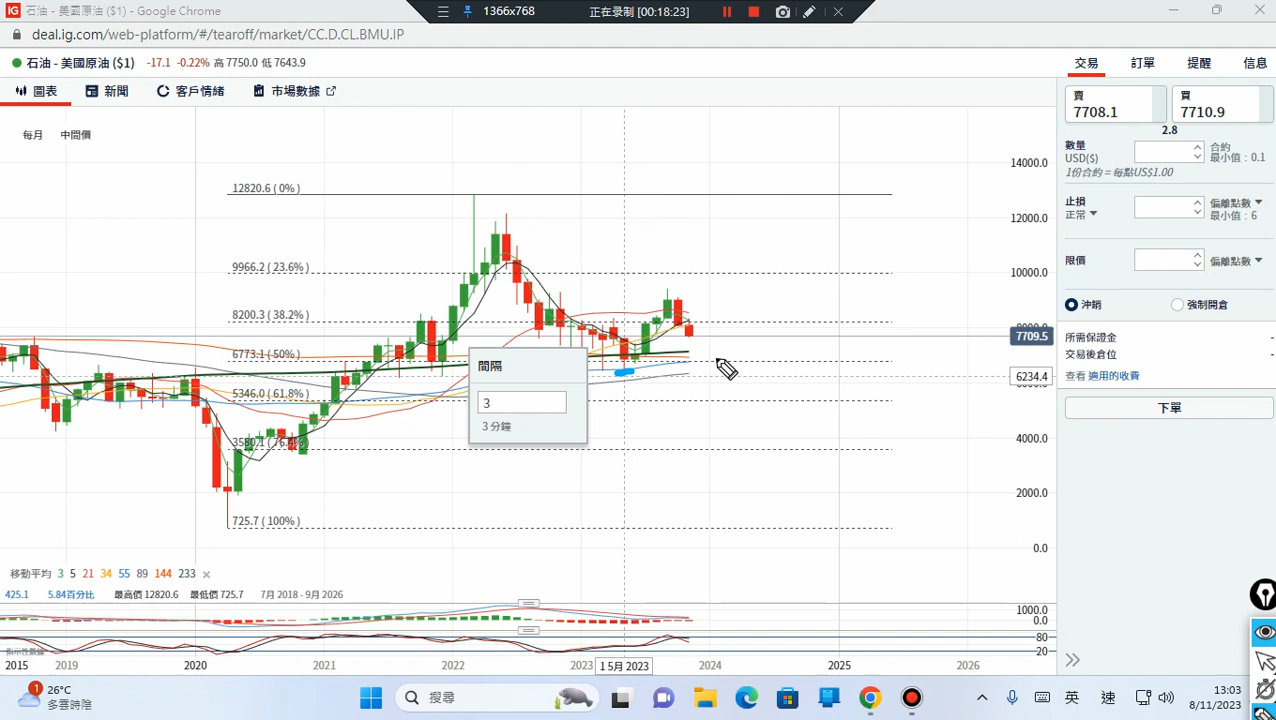 IG 石油 - 美國原油 ($1) - Google Chrome
1366x768
正在录制 [00:18:23]
deal.ig.com/web-platform/#/tearoff/market/CC.D.CL.BMU.IP
石油 - 美國原油 ($1) -17.1 -0.22% 高 7750.0 低 7643.9
交易 訂單 提醒 信息
圖表 新聞 客戶情緒 市場數據
賣
7708.1
買
7710.9
2.8
每月 中間價
數量
USD($)
合約
最小值：0.1
1份合約 = 每點US$1.00
止損
正常
偏離點數
最小值：6
限價
偏離點數
沖銷 強制開倉
所需保證金 -
交易後倉位 -
查看 適用的收費
下單
14000.0
12820.6 ( 0% )
12000.0
9966.2 ( 23.6% )
10000.0
8200.3 ( 38.2% )
7709.5
6773.1 ( 50% )
6234.4
5346.0 ( 61.8% )
4000.0
2000.0
725.7 ( 100% )
0.0
間隔
3
3 分鐘
移動平均 3 5 21 34 55 89 144 233
425.1 5.84百分比 最高價 12820.6 最低價 725.7 7月 2018 - 9月 2026
1000.0
0.0
80
20
2015 2019 2020 2021 2022 2023 1 5月 2023 2024 2025 2026
1
26°C
多雲時晴
搜尋
英 速
13:03
8/11/2023